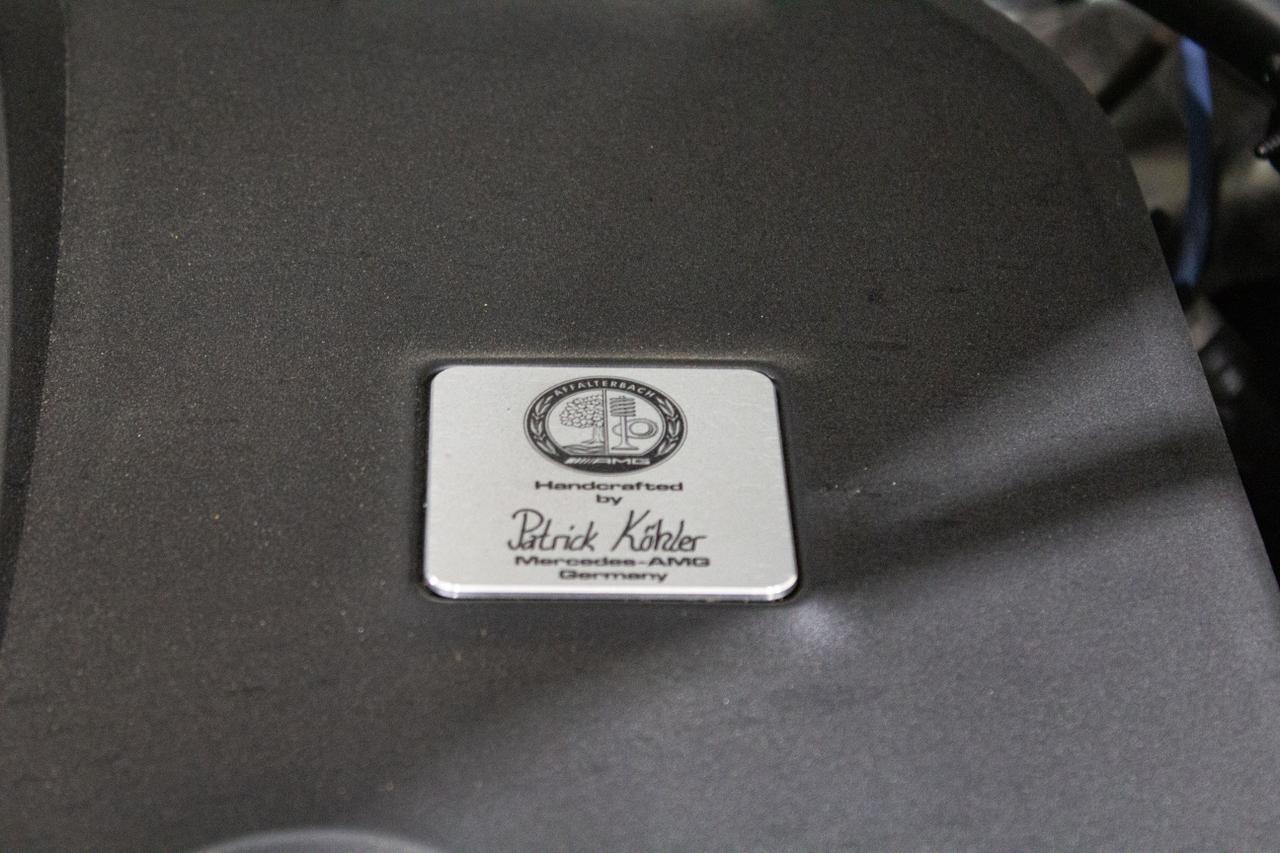 AFFALTERBACH
AMG
Handcrafted
by
Patrick Köhler
Mercedes-AMG
Germany